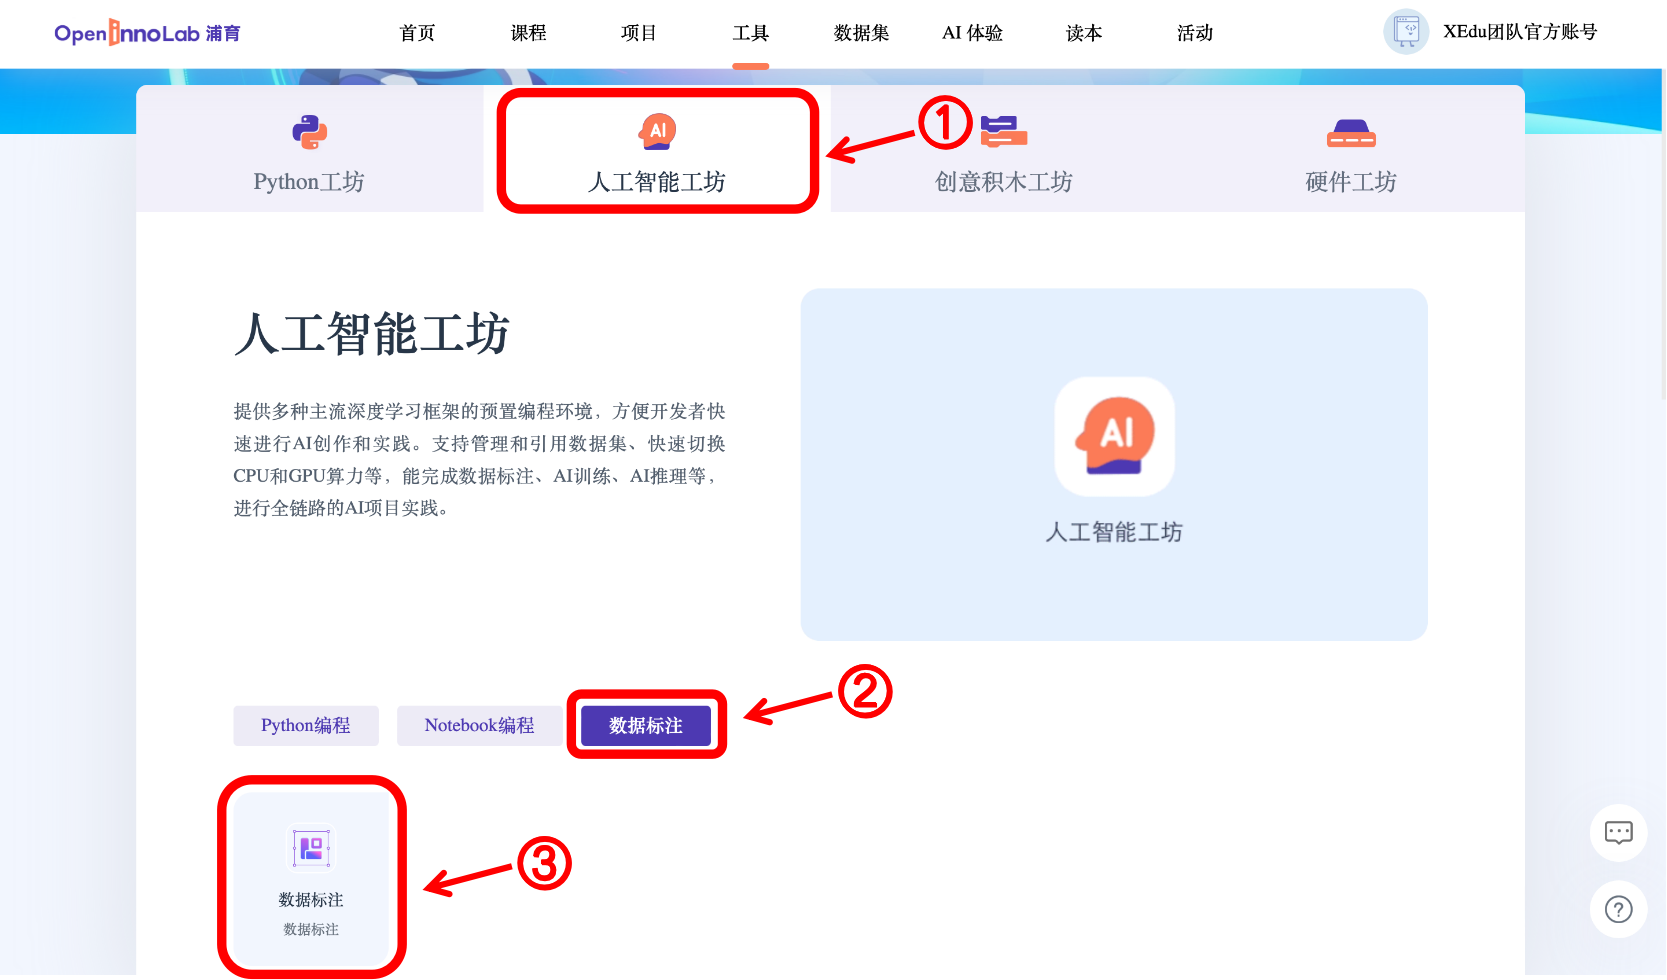 OpenInnoLab 浦育
首页
课程
项目
工具
数据集
AI 体验
读本
活动
XEdu团队官方账号
Python工坊
AI
人工智能工坊
①
创意积木工坊
硬件工坊
人工智能工坊
提供多种主流深度学习框架的预置编程环境，方便开发者快
速进行AI创作和实践。支持管理和引用数据集、快速切换
CPU和GPU算力等，能完成数据标注、AI训练、AI推理等，
进行全链路的AI项目实践。
AI
人工智能工坊
Python编程
Notebook编程
数据标注
②
数据标注
数据标注
③